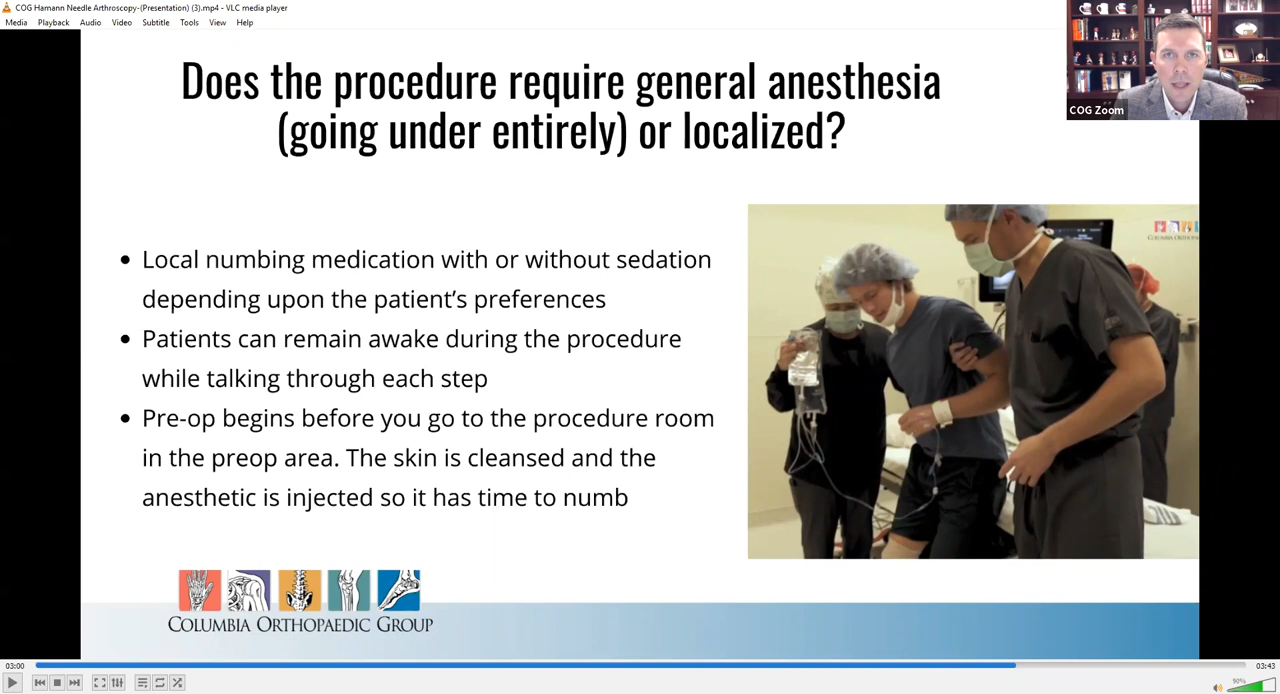 COG Hamann Needle Arthroscopy-(Presentation) (3).mp4 - VLC media player
Media Playback Audio Video Subtitle Tools View Help
COG Zoom
Does the procedure require general anesthesia
(going under entirely) or localized?
• Local numbing medication with or without sedation
depending upon the patient’s preferences
• Patients can remain awake during the procedure
while talking through each step
• Pre-op begins before you go to the procedure room
in the preop area. The skin is cleansed and the
anesthetic is injected so it has time to numb
COLUMBIA ORTHOPAEDIC GROUP
03:00
03:43
90%